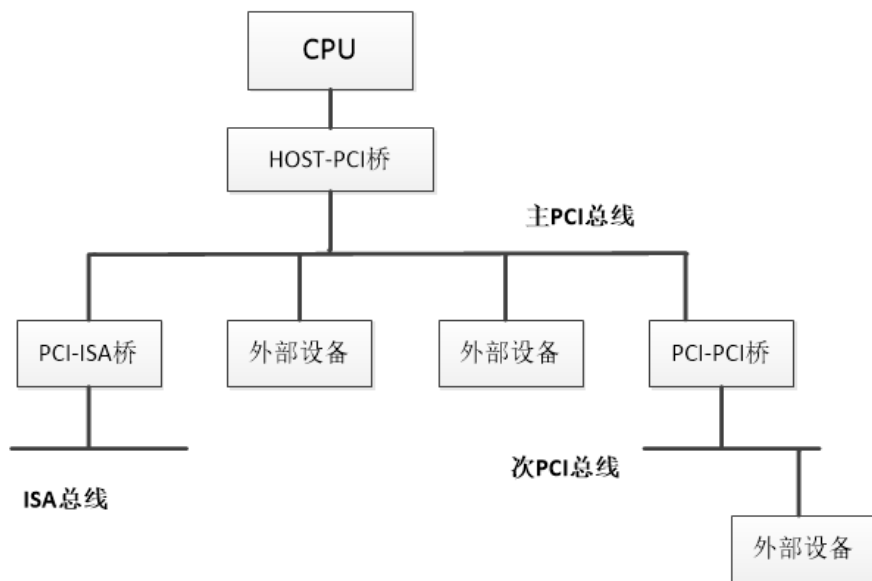 CPU
HOST-PCI桥
主PCI总线
PCI-ISA桥
外部设备
外部设备
PCI-PCI桥
ISA总线
次PCI总线
外部设备